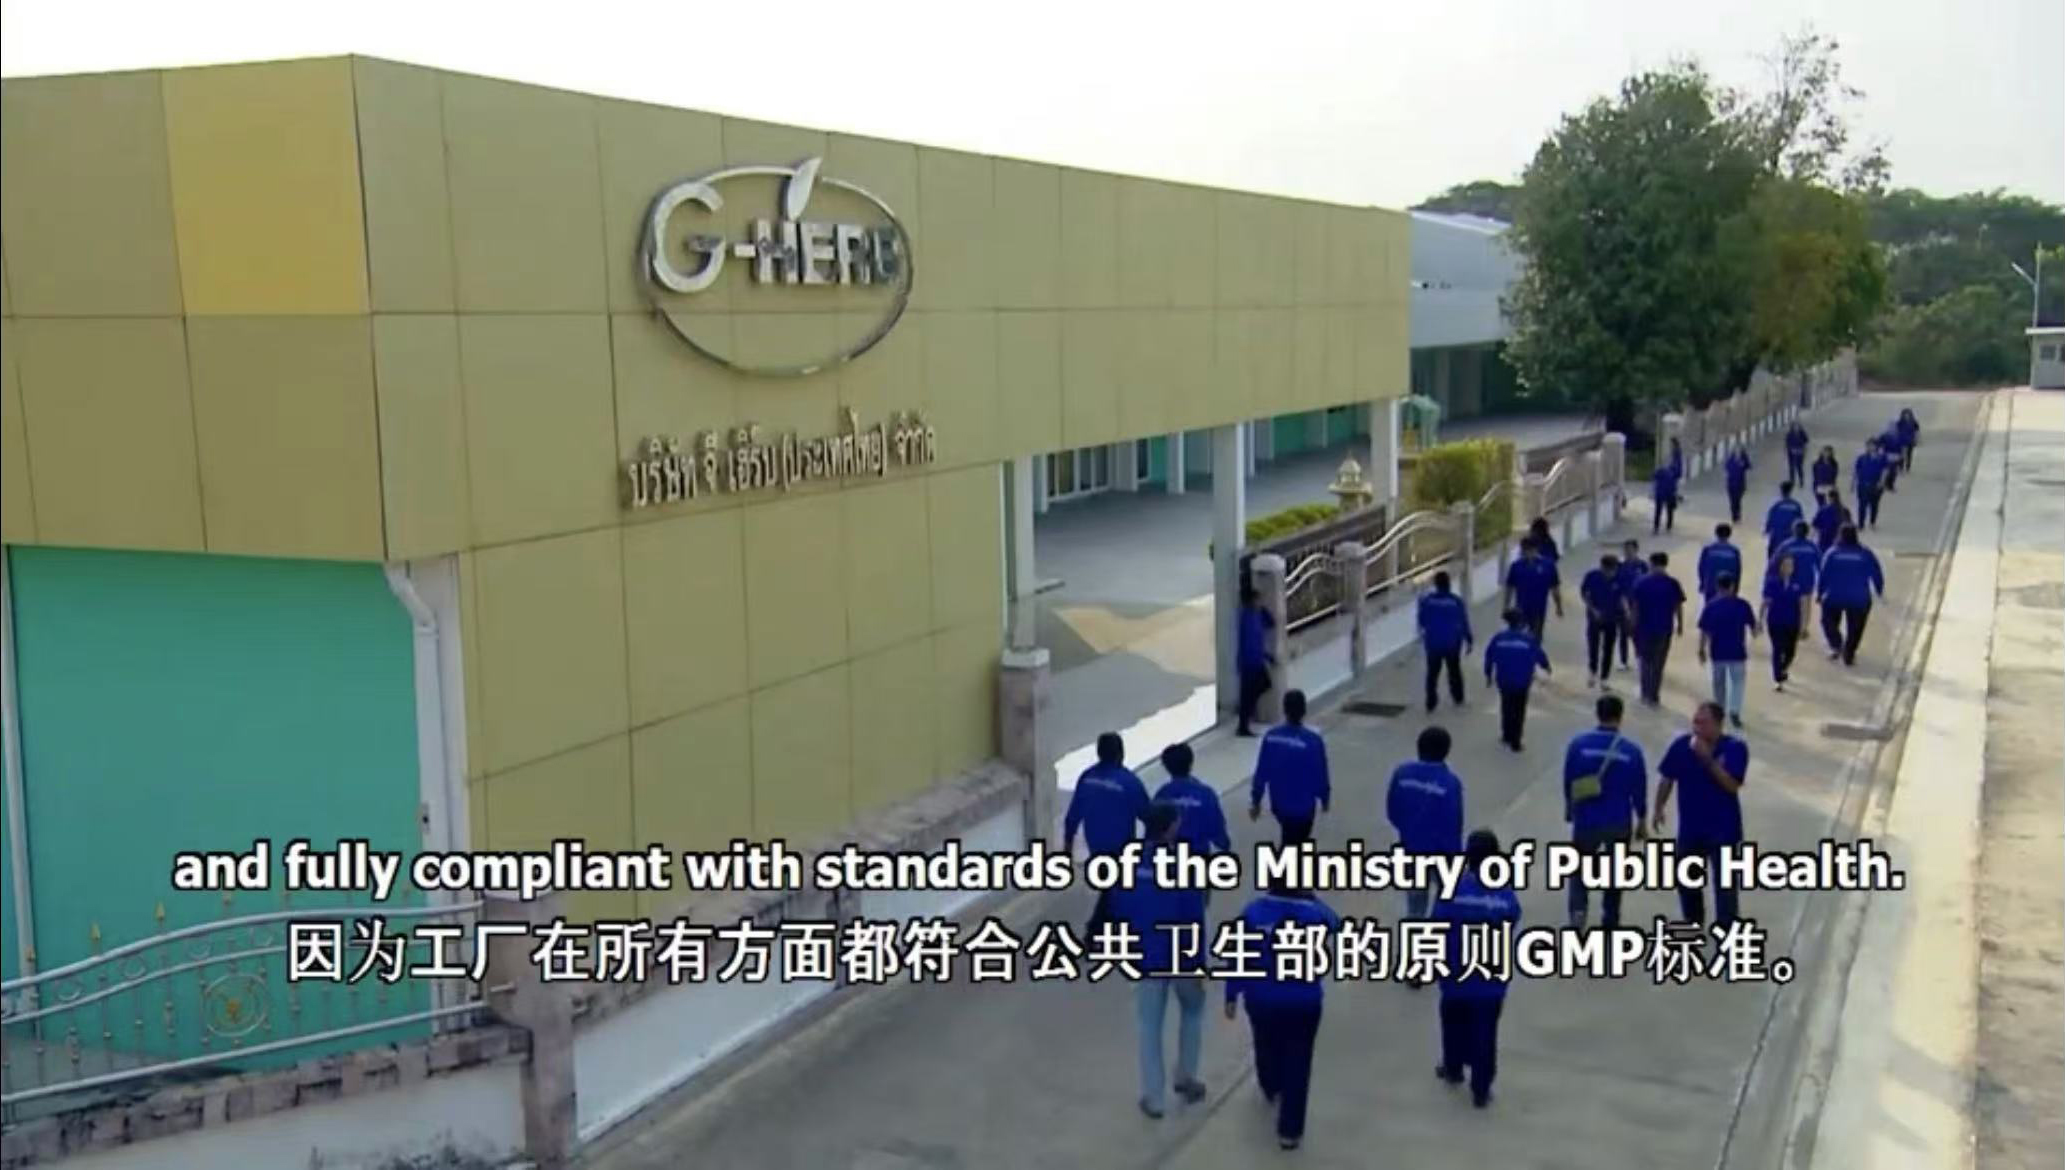 G-HERB
บริษัท จี เฮิร์บ (ประเทศไทย) จำกัด
and fully compliant with standards of the Ministry of Public Health.
因为工厂在所有方面都符合公共卫生部的原则GMP标准。